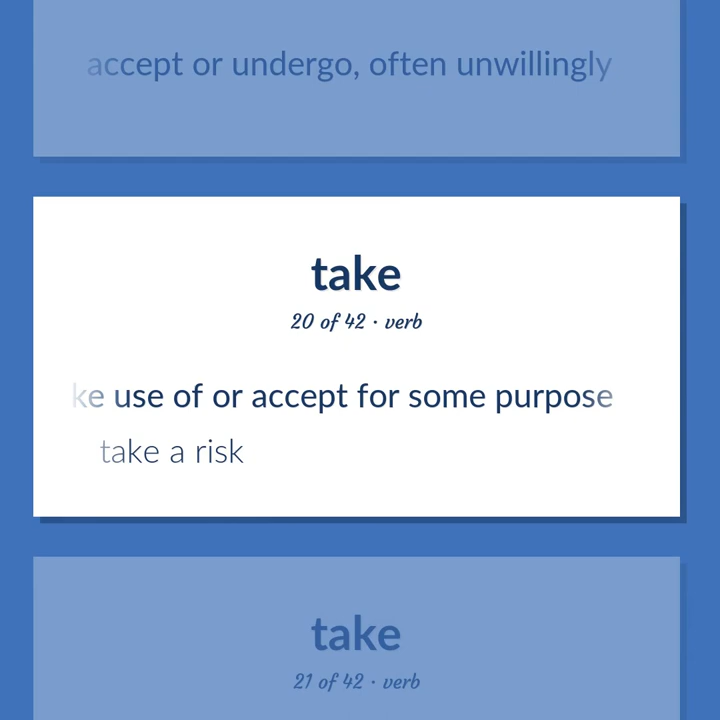 accept or undergo, often unwillingly
take
20 of 42 · verb
ke use of or accept for some purpose
take a risk
take
21 of 42 · verb